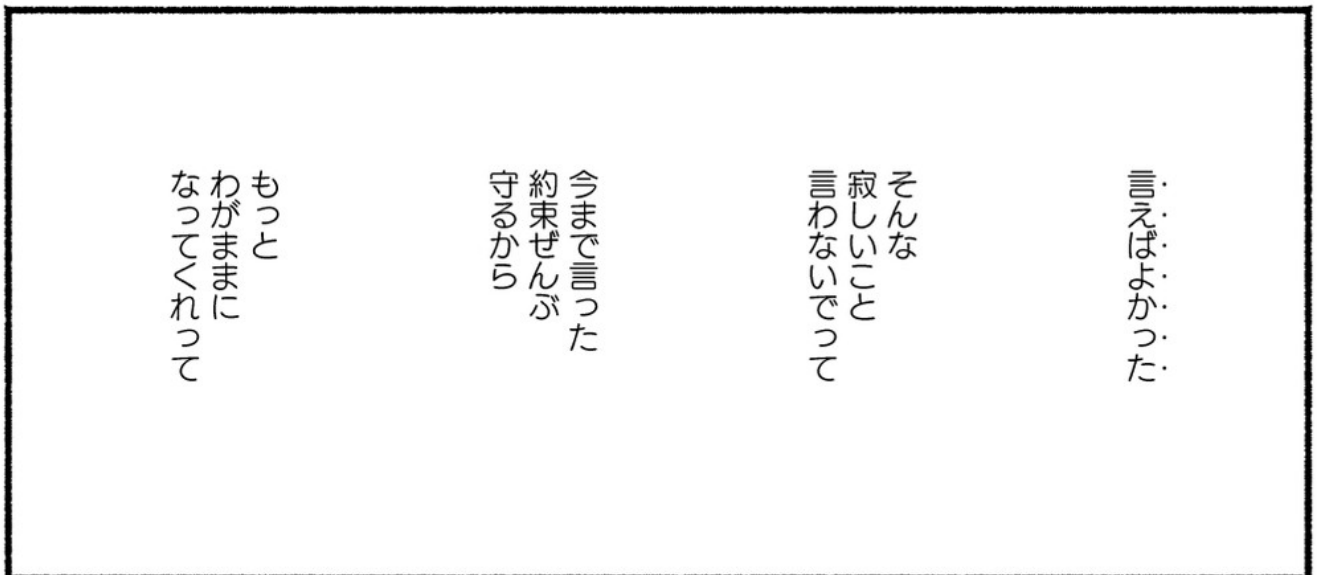 言えばよかった
そんな
寂しいこと
言わないでって
今まで言った
約束ぜんぶ
守るから
もっと
わがままに
なってくれって